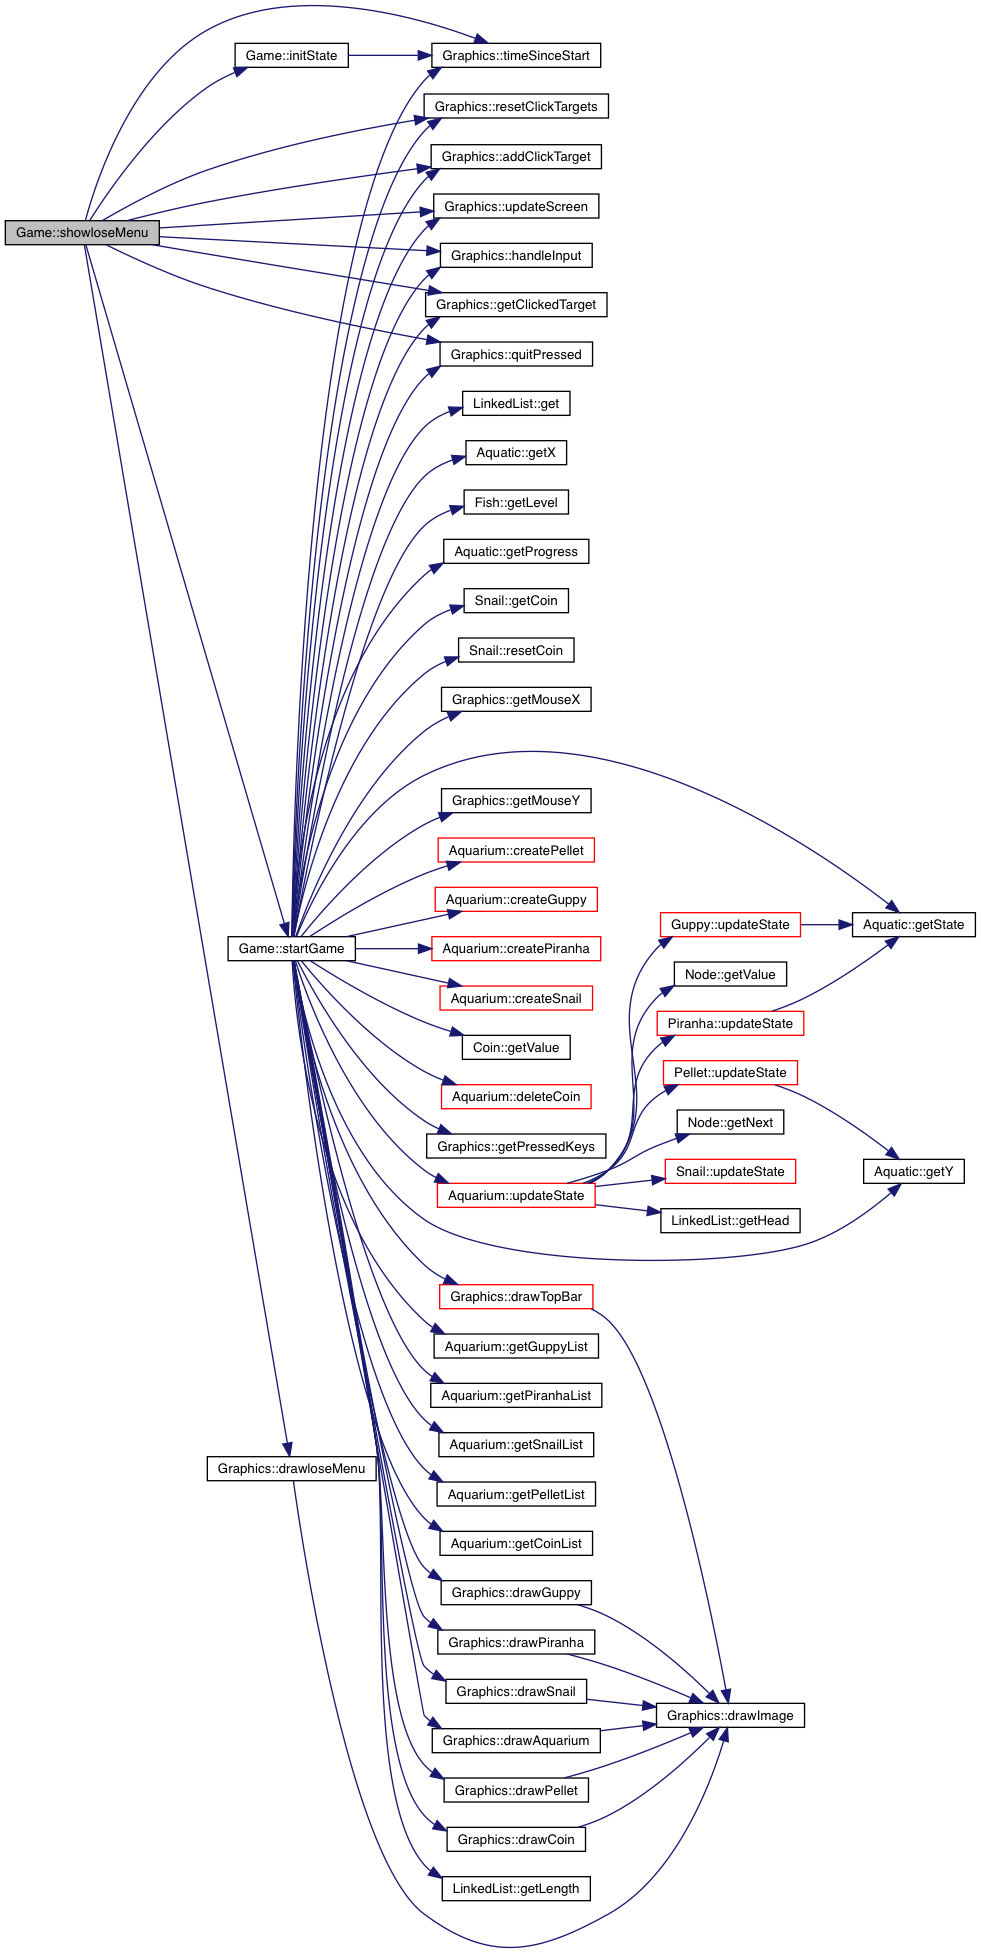 Game::showloseMenu
Game::initState
Graphics::timeSinceStart
Graphics::resetClickTargets
Graphics::addClickTarget
Graphics::updateScreen
Graphics::handleInput
Graphics::getClickedTarget
Graphics::quitPressed
LinkedList::get
Aquatic::getX
Fish::getLevel
Aquatic::getProgress
Snail::getCoin
Snail::resetCoin
Graphics::getMouseX
Graphics::getMouseY
Aquarium::createPellet
Aquarium::createGuppy
Game::startGame
Aquarium::createPiranha
Aquarium::createSnail
Coin::getValue
Aquarium::deleteCoin
Graphics::getPressedKeys
Aquarium::updateState
Guppy::updateState
Aquatic::getState
Node::getValue
Piranha::updateState
Pellet::updateState
Node::getNext
Snail::updateState
Aquatic::getY
LinkedList::getHead
Graphics::drawTopBar
Aquarium::getGuppyList
Aquarium::getPiranhaList
Aquarium::getSnailList
Graphics::drawloseMenu
Aquarium::getPelletList
Aquarium::getCoinList
Graphics::drawGuppy
Graphics::drawPiranha
Graphics::drawSnail
Graphics::drawImage
Graphics::drawAquarium
Graphics::drawPellet
Graphics::drawCoin
LinkedList::getLength